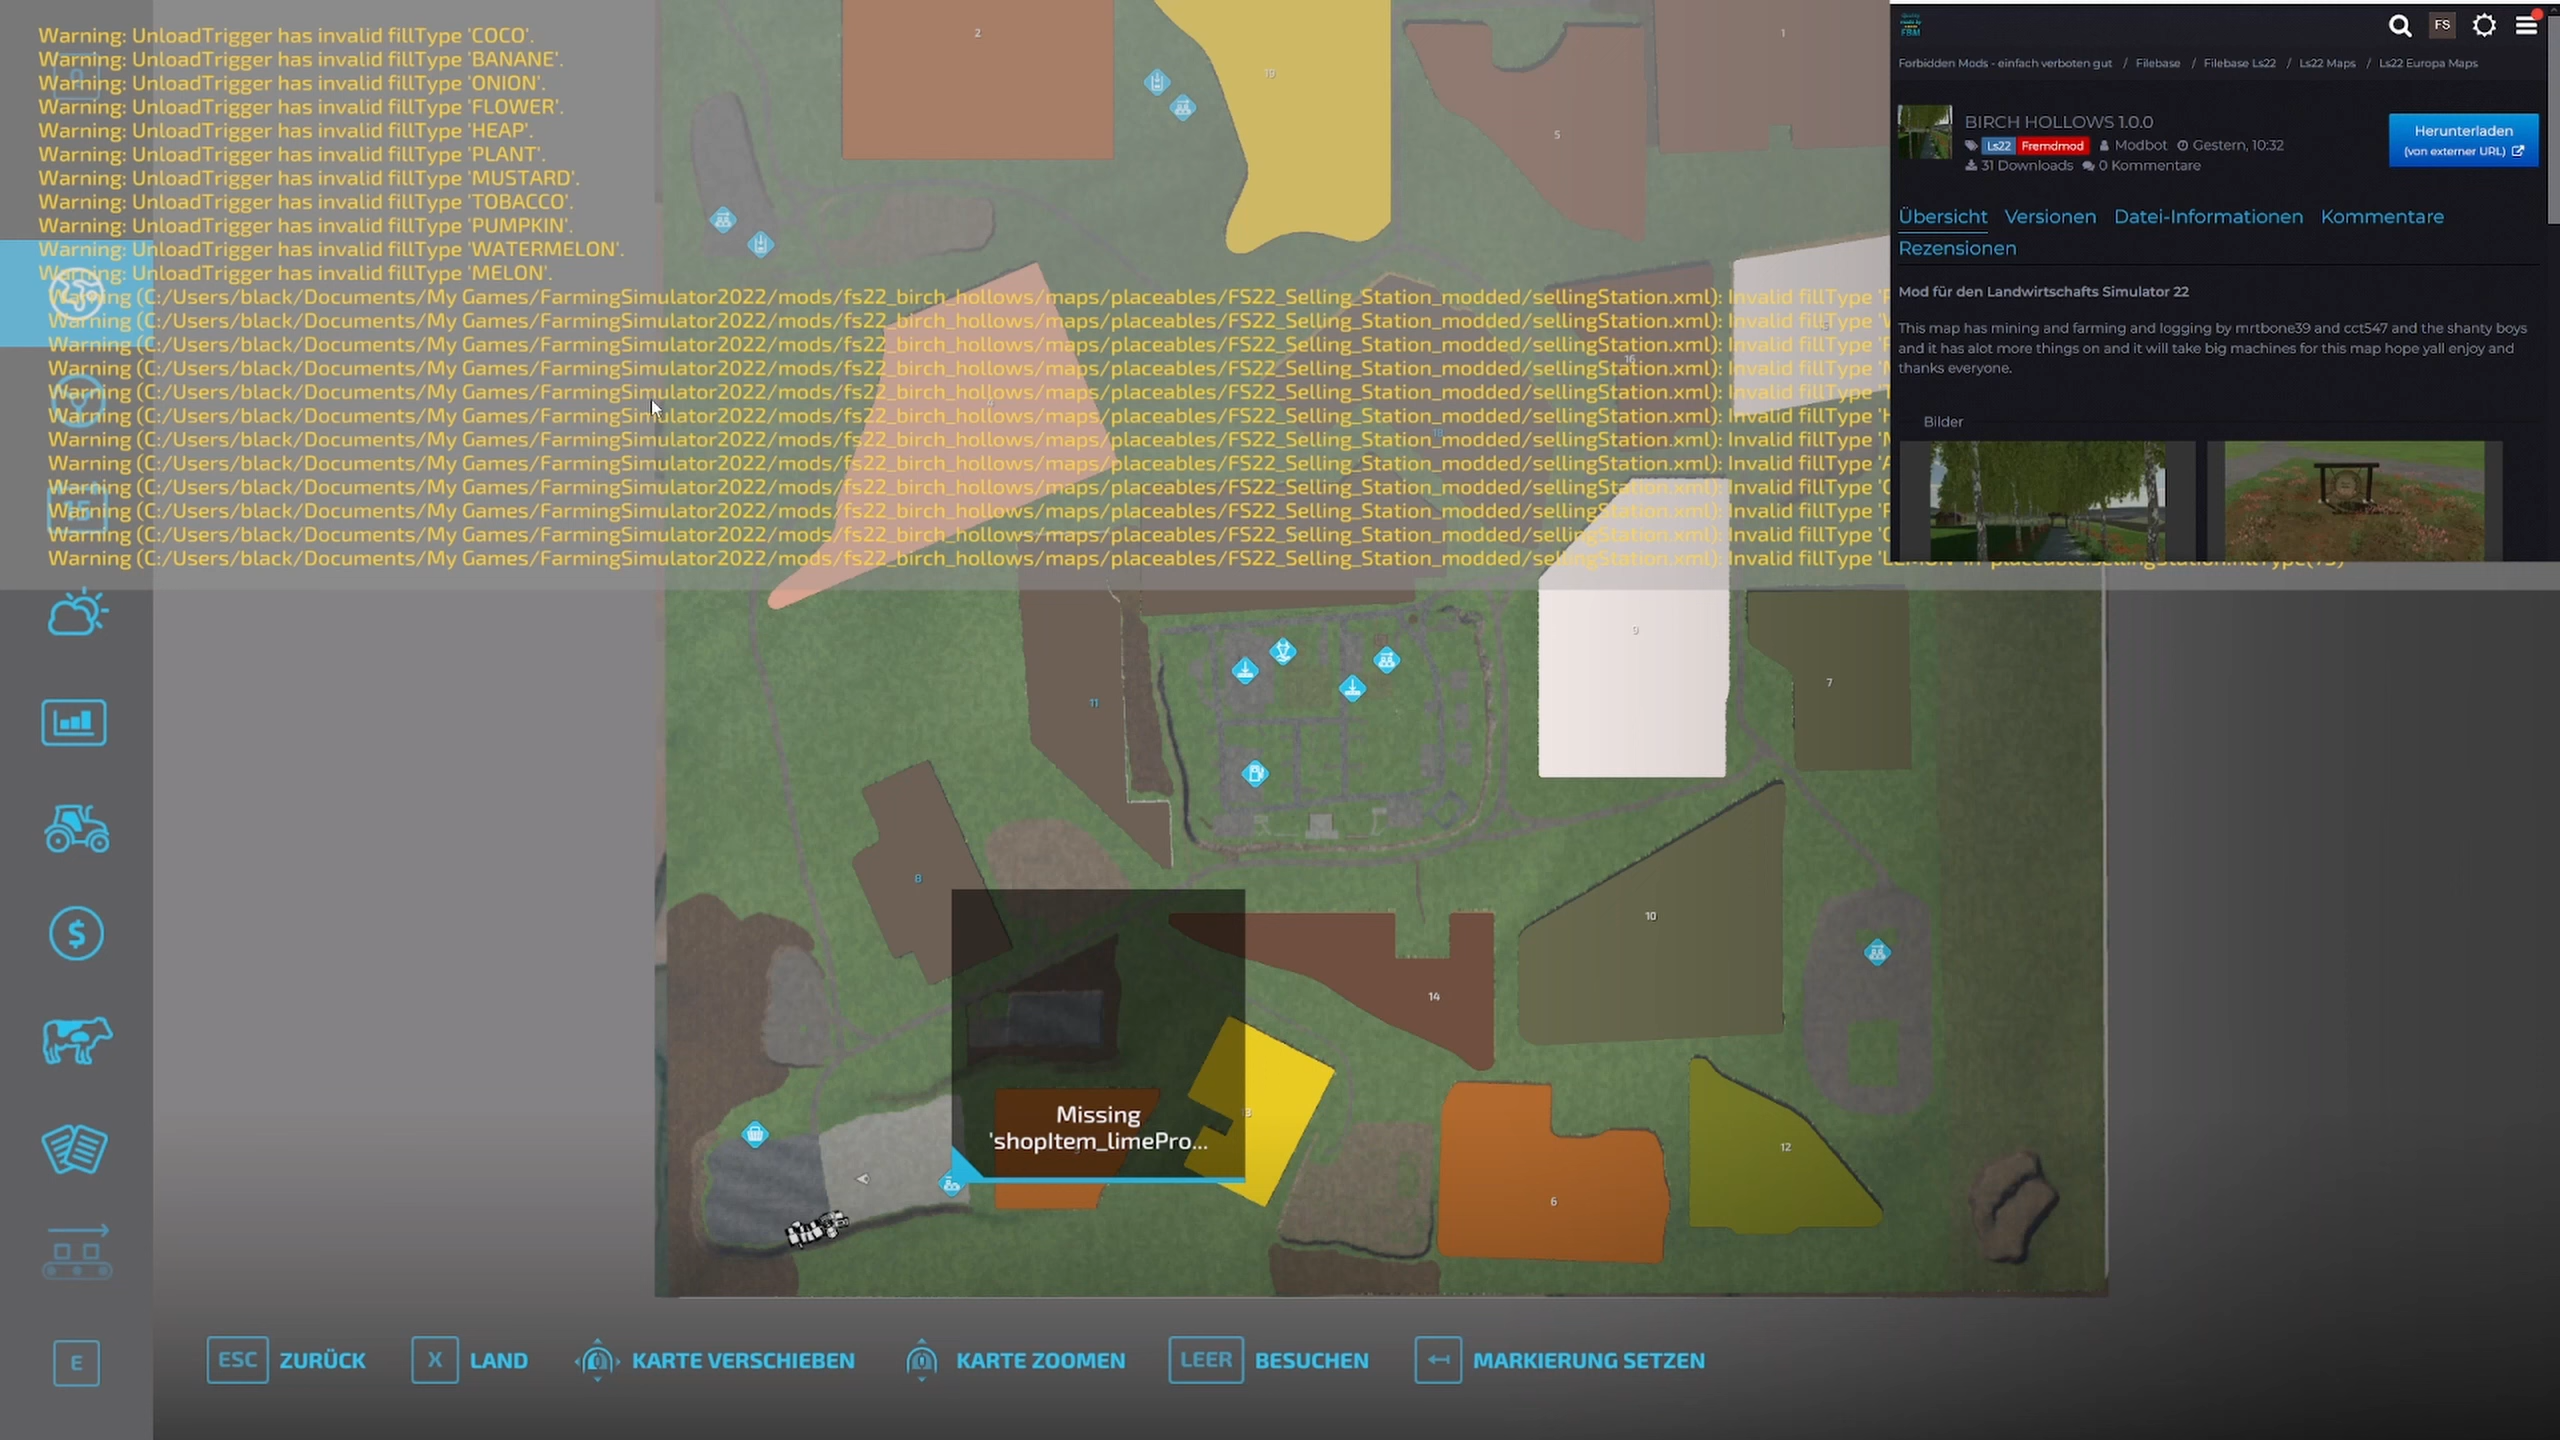 Warning: UnloadTrigger has invalid fillType 'COCO'.
Warning: UnloadTrigger has invalid fillType 'BANANE'.
Warning: UnloadTrigger has invalid fillType 'ONION'.
Warning: UnloadTrigger has invalid fillType 'FLOWER'.
Warning: UnloadTrigger has invalid fillType 'HEAP'.
Warning: UnloadTrigger has invalid fillType 'PLANT'.
Warning: UnloadTrigger has invalid fillType 'MUSTARD'.
Warning: UnloadTrigger has invalid fillType 'TOBACCO'.
Warning: UnloadTrigger has invalid fillType 'PUMPKIN'.
Warning: UnloadTrigger has invalid fillType 'WATERMELON'.
Warning: UnloadTrigger has invalid fillType 'MELON'.
Warning (C:/Users/black/Documents/My Games/FarmingSimulator2022/mods/fs22_birch_hollows/maps/placeables/FS22_Selling_Station_modded/sellingStation.xml): Invalid fillType
Warning (C:/Users/black/Documents/My Games/FarmingSimulator2022/mods/fs22_birch_hollows/maps/placeables/FS22_Selling_Station_modded/sellingStation.xml): Invalid fillType
Warning (C:/Users/black/Documents/My Games/FarmingSimulator2022/mods/fs22_birch_hollows/maps/placeables/FS22_Selling_Station_modded/sellingStation.xml): Invalid fillType
Warning (C:/Users/black/Documents/My Games/FarmingSimulator2022/mods/fs22_birch_hollows/maps/placeables/FS22_Selling_Station_modded/sellingStation.xml): Invalid fillType
Warning (C:/Users/black/Documents/My Games/FarmingSimulator2022/mods/fs22_birch_hollows/maps/placeables/FS22_Selling_Station_modded/sellingStation.xml): Invalid fillType
Warning (C:/Users/black/Documents/My Games/FarmingSimulator2022/mods/fs22_birch_hollows/maps/placeables/FS22_Selling_Station_modded/sellingStation.xml): Invalid fillType
Warning (C:/Users/black/Documents/My Games/FarmingSimulator2022/mods/fs22_birch_hollows/maps/placeables/FS22_Selling_Station_modded/sellingStation.xml): Invalid fillType
Warning (C:/Users/black/Documents/My Games/FarmingSimulator2022/mods/fs22_birch_hollows/maps/placeables/FS22_Selling_Station_modded/sellingStation.xml): Invalid fillType
Warning (C:/Users/black/Documents/My Games/FarmingSimulator2022/mods/fs22_birch_hollows/maps/placeables/FS22_Selling_Station_modded/sellingStation.xml): Invalid fillType
Warning (C:/Users/black/Documents/My Games/FarmingSimulator2022/mods/fs22_birch_hollows/maps/placeables/FS22_Selling_Station_modded/sellingStation.xml): Invalid fillType
Warning (C:/Users/black/Documents/My Games/FarmingSimulator2022/mods/fs22_birch_hollows/maps/placeables/FS22_Selling_Station_modded/sellingStation.xml): Invalid fillType
Warning (C:/Users/black/Documents/My Games/FarmingSimulator2022/mods/fs22_birch_hollows/maps/placeables/FS22_Selling_Station_modded/sellingStation.xml): Invalid fillType
FBM
FS
Forbidden Mods - einfach verboten gut / Filebase / Filebase Ls22 / Ls22 Maps / Ls22 Europa Maps
BIRCH HOLLOWS 1.0.0
Ls22 Fremdmod Modbot Gestern, 10:32
31 Downloads 0 Kommentare
Herunterladen
(von externer URL)
Übersicht Versionen Datei-Informationen Kommentare
Rezensionen
Mod für den Landwirtschafts Simulator 22
This map has mining and farming and logging by mrtbone39 and cct547 and the shanty boys
and it has alot more things on and it will take big machines for this map hope yall enjoy and
thanks everyone.
Bilder
2
19
1
5
16
18
9
7
11
8
10
14
12
6
Missing
'shopItem_limePro...
E
ESC ZURÜCK X LAND KARTE VERSCHIEBEN KARTE ZOOMEN LEER BESUCHEN MARKIERUNG SETZEN